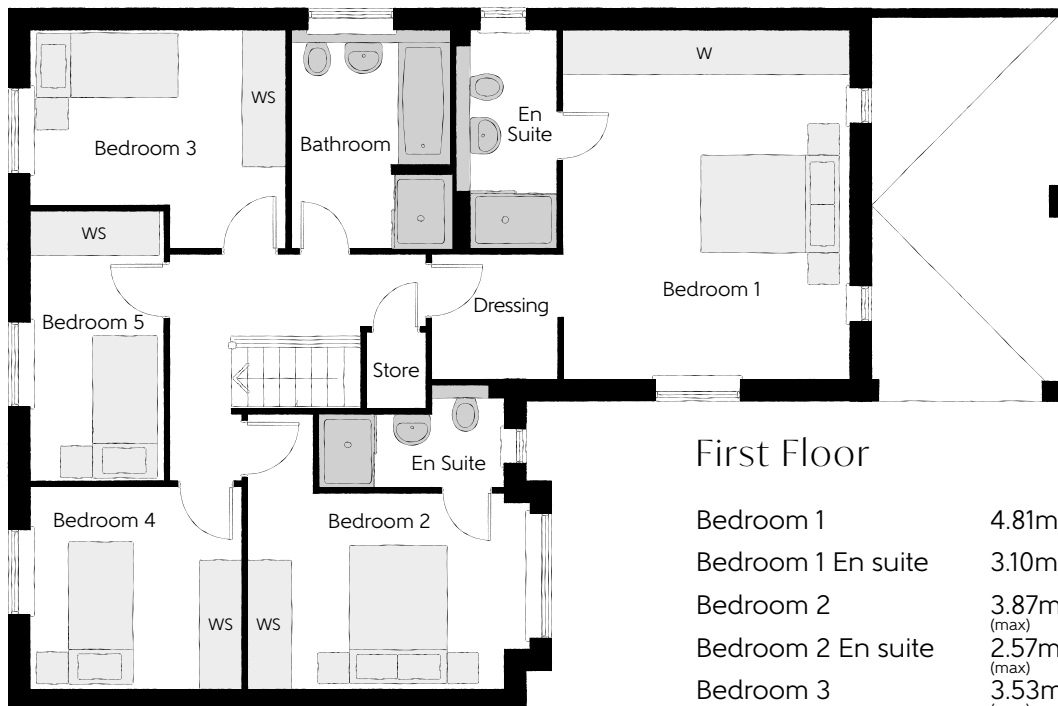 W
WS
En
Suite
Bathroom
Bedroom 3
WS
Bedroom 1
Dressing
Bedroom 5
Store
En Suite
Bedroom 4
Bedroom 2
WS
WS
First Floor
Bedroom 1 4.81m
Bedroom 1 En suite 3.10m
Bedroom 2 3.87m
(max)
Bedroom 2 En suite 2.57m
(max)
Bedroom 3 3.53m